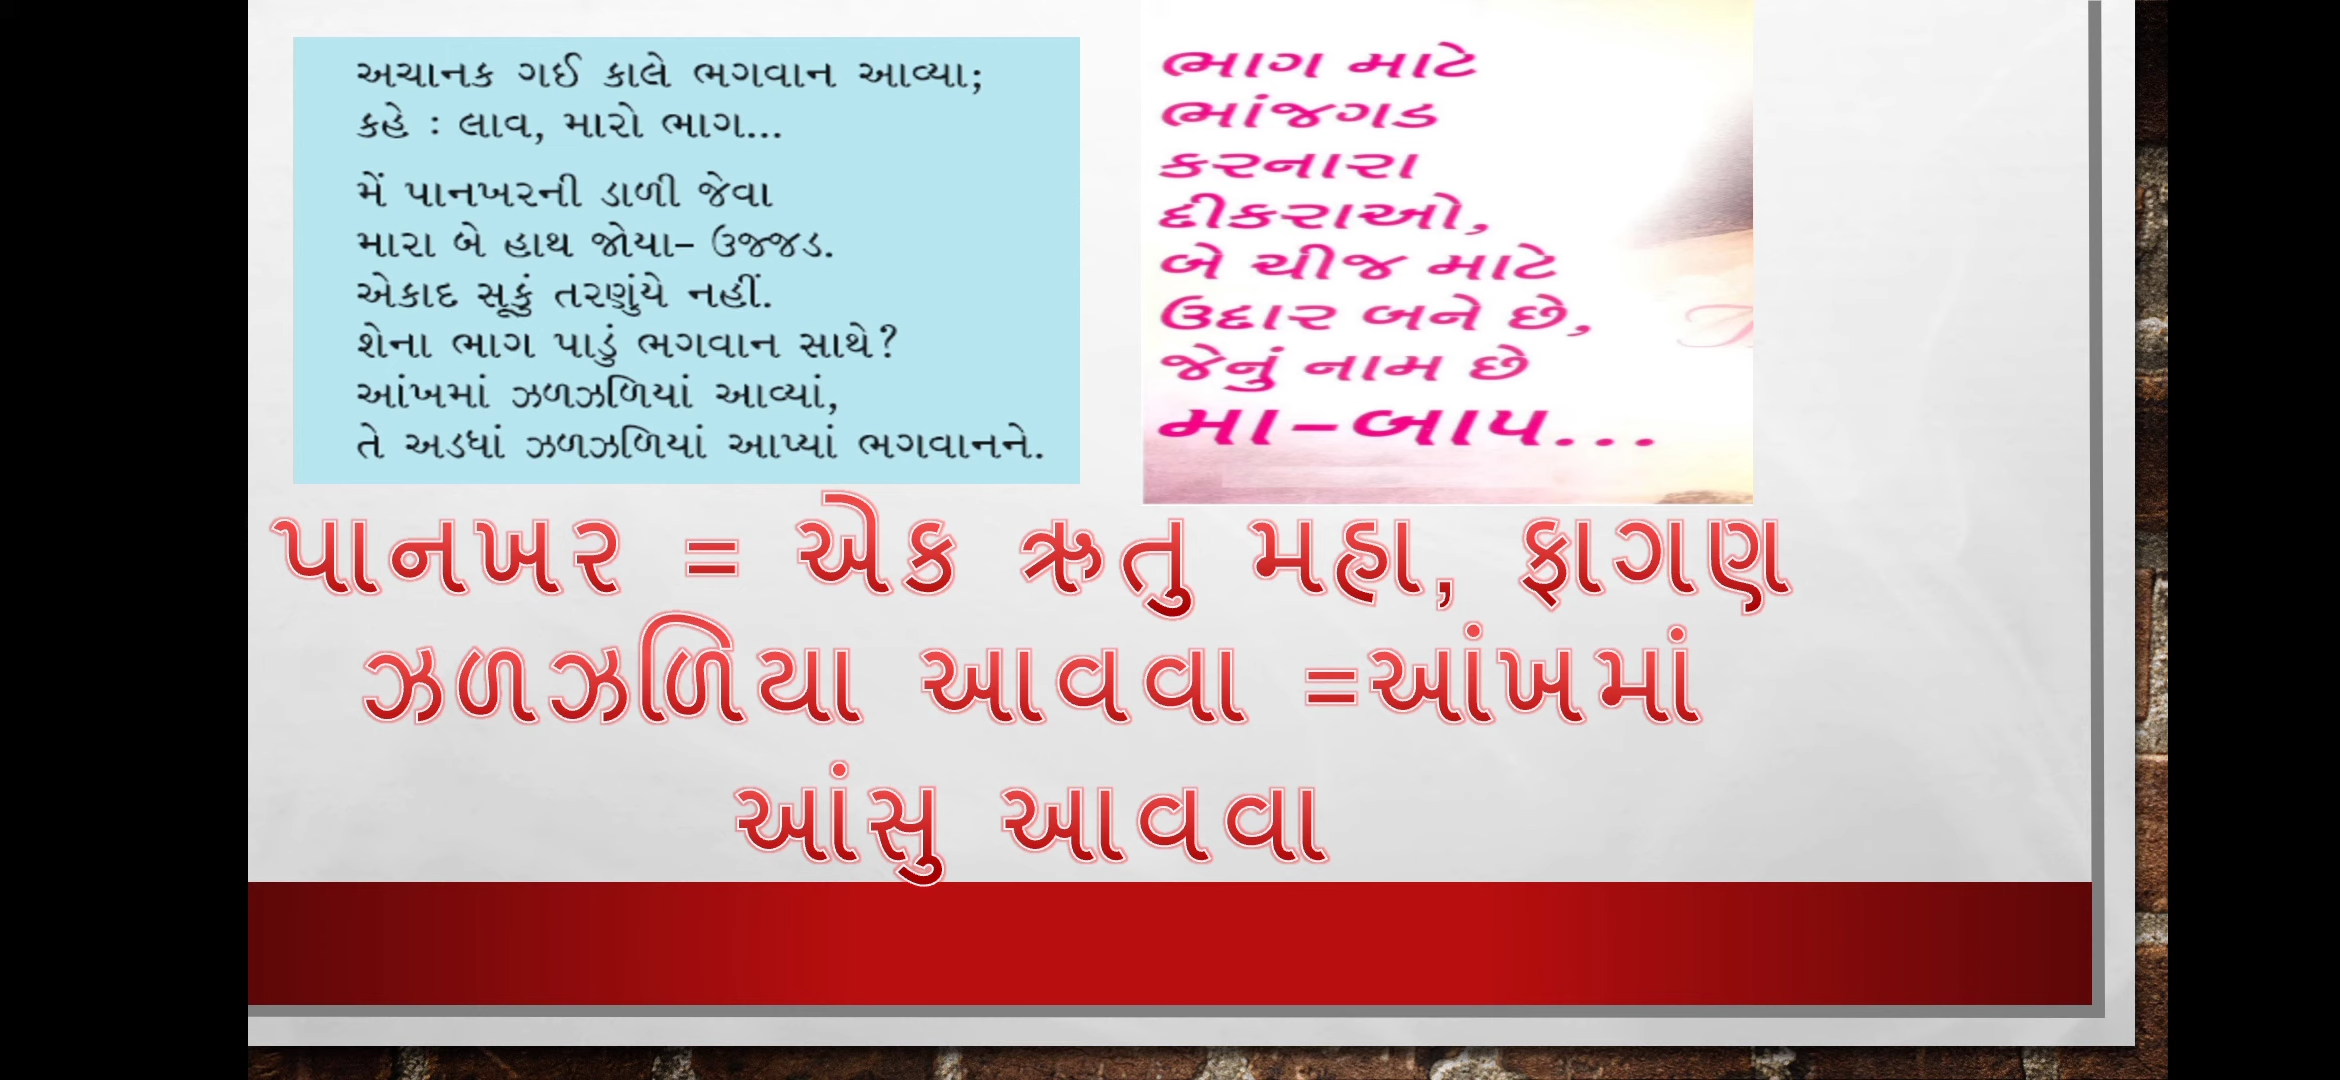 અચાનક ગઈ કાલે ભગવાન આવ્યા;
કહે : લાવ, મારો ભાગ...
મેં પાનખરની ડાળી જેવા
મારા બે હાથ જોયા– ઉજ્જડ.
એકાદ સૂકું તરણુંયે નહીં.
શેના ભાગ પાડું ભગવાન સાથે?
આંખમાં ઝળઝળિયાં આવ્યાં,
તે અડધાં ઝળઝળિયાં આપ્યાં ભગવાનને.
ભાગ માટે
ભાંજગડ
કરનારા
દીકરાઓ,
બે ચીજ માટે
ઉદાર બને છે,
જેનું નામ છે
મા-બાપ...
પાનખર = એક ઋતુ મહા, ફાગણ
ઝળઝળિયા આવવા =આંખમાં
આંસુ આવવા